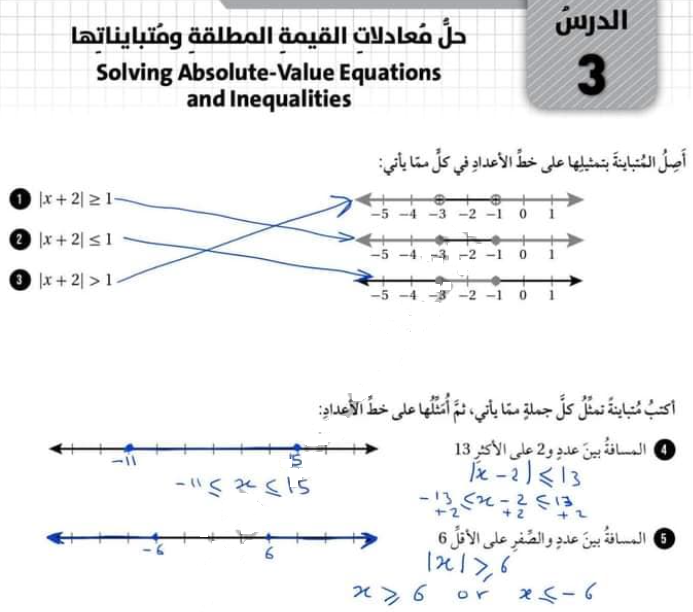 الدرسُ
3
حلُّ مُعادلاتِ القيمةِ المطلقةِ ومُتبايناتِها
Solving Absolute-Value Equations
and Inequalities
أَصِلُ المُتباينةَ بتمثيلِها على خطِّ الأعدادِ في كلٍّ ممّا يأتي:
1 |x + 2| ≥ 1
−5 −4 −3 −2 −1 0 1
2 |x + 2| ≤ 1
−5 −4 −3 −2 −1 0 1
3 |x + 2| > 1
−5 −4 −3 −2 −1 0 1
أكتبُ مُتباينةً تمثِّلُ كلَّ جملةٍ ممّا يأتي، ثمَّ أُمثِّلُها على خطِّ الأعدادِ:
4 المسافةُ بينَ عددٍ و2 على الأكثرِ 13
-11 5
|x - 2| ≤ 13
-11 ≤ x ≤ 15
-13 ≤ x - 2 ≤ 13
+2 +2 +2
5 المسافةُ بينَ عددٍ والصِّفرِ على الأقلِّ 6
-6 6
|x| ≥ 6
x ≥ 6 or x ≤ -6